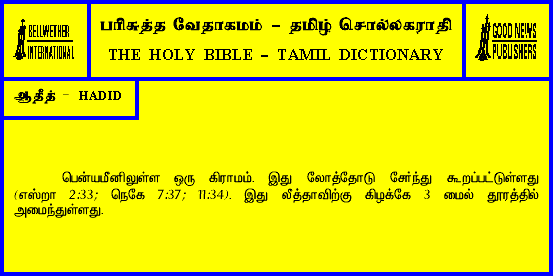 BELLWETHER
INTERNATIONAL
பரிசுத்த வேதாகமம் – தமிழ் சொல்லகராதி
THE HOLY BIBLE – TAMIL DICTIONARY
GOOD NEWS
PUBLISHERS
ஆதீத் – HADID
பென்யமீனிலுள்ள ஒரு கிராமம். இது லோத்தோடு சேர்ந்து கூறப்பட்டுள்ளது
(எஸ்றா 2:33; நெகே 7:37; 11:34). இது லீத்தாவிற்கு கிழக்கே 3 மைல் தூரத்தில்
அமைந்துள்ளது.